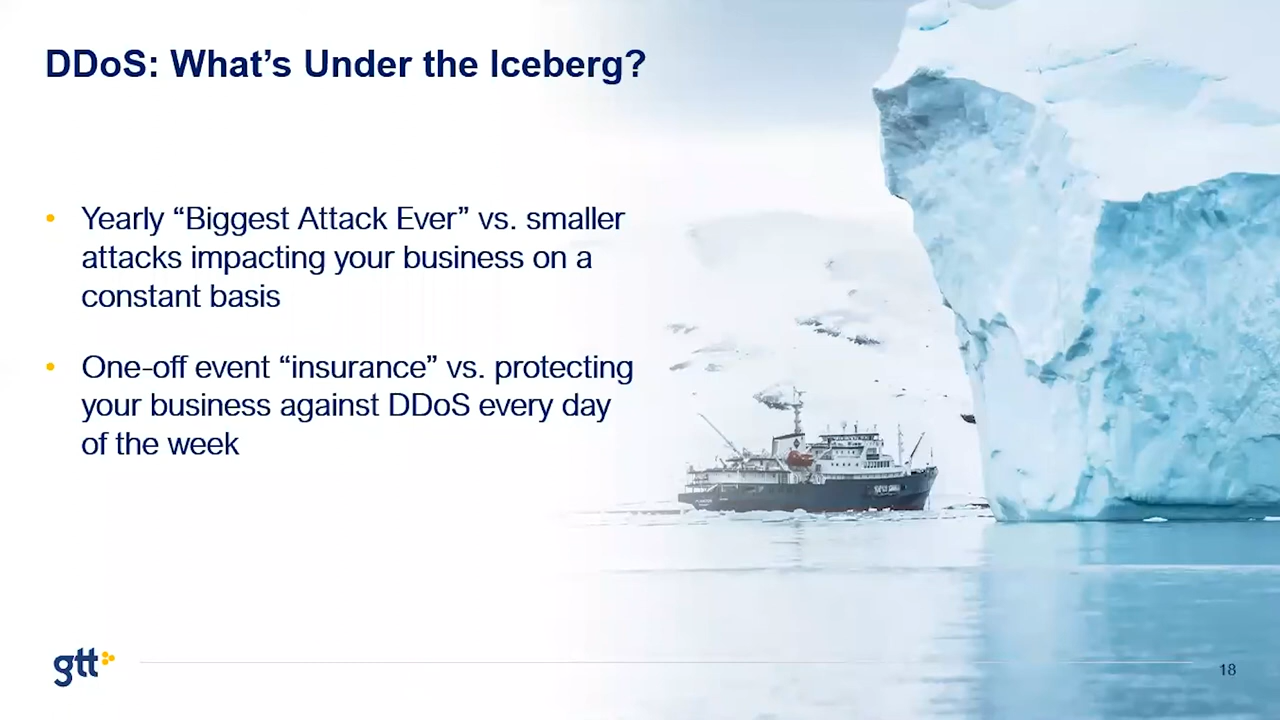 DDoS: What’s Under the Iceberg?
• Yearly “Biggest Attack Ever” vs. smaller
attacks impacting your business on a
constant basis
• One-off event “insurance” vs. protecting
your business against DDoS every day
of the week
gtt
18